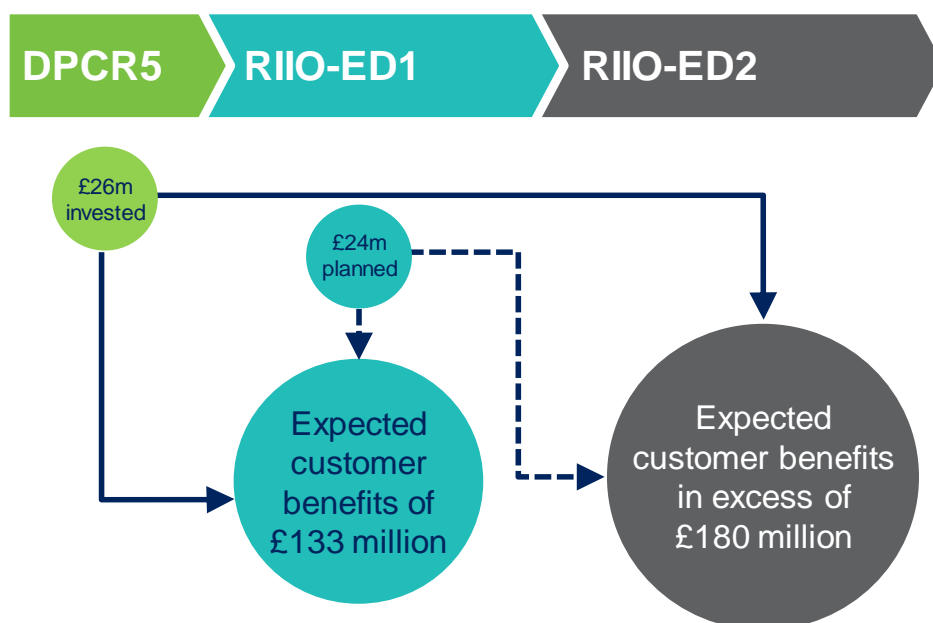 DPCR5
RIIO-ED1
RIIO-ED2
£26m
invested
£24m
planned
Expected
customer
benefits of
£133 million
Expected
customer benefits
in excess of
£180 million